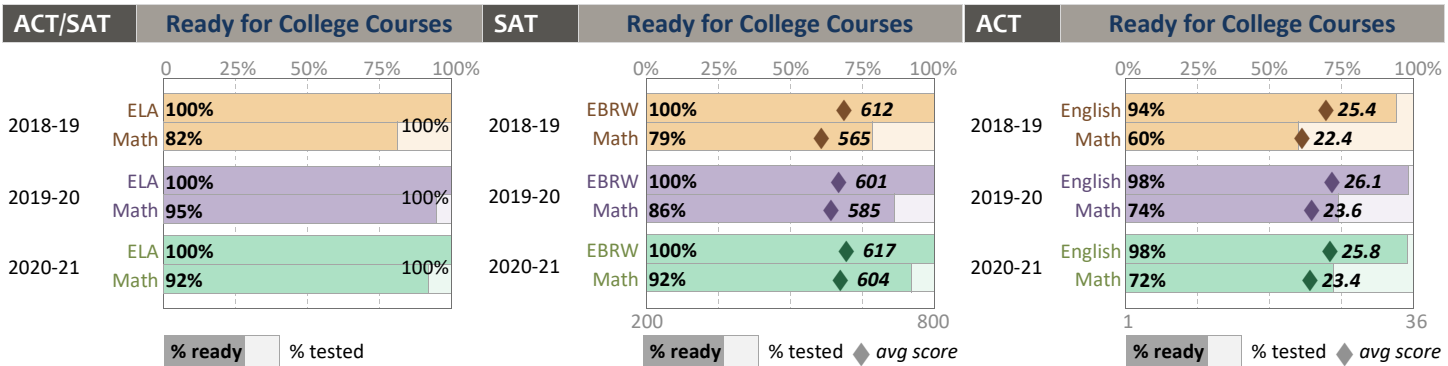 ACT/SAT Ready for College Courses
0 25% 50% 75% 100%
2018-19
ELA 100%
Math 82%
100%
2019-20
ELA 100%
Math 95%
100%
2020-21
ELA 100%
Math 92%
100%
% ready % tested
SAT Ready for College Courses
0% 25% 50% 75% 100%
2018-19
EBRW 100% 612
Math 79% 565
2019-20
EBRW 100% 601
Math 86% 585
2020-21
EBRW 100% 617
Math 92% 604
200 800
% ready % tested avg score
ACT Ready for College Courses
0% 25% 50% 75% 100%
2018-19
English 94% 25.4
Math 60% 22.4
2019-20
English 98% 26.1
Math 74% 23.6
2020-21
English 98% 25.8
Math 72% 23.4
1 36
% ready % tested avg score